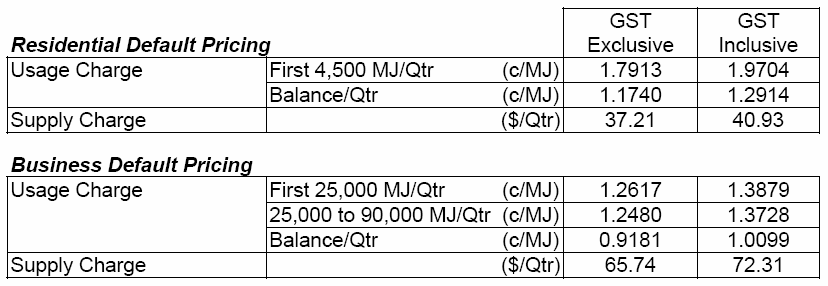 GST GST
Residential Default Pricing Exclusive Inclusive
Usage Charge First 4,500 MJ/Qtr (c/MJ) 1.7913 1.9704
Balance/Qtr (c/MJ) 1.1740 1.2914
Supply Charge ($/Qtr) 37.21 40.93
Business Default Pricing
Usage Charge First 25,000 MJ/Qtr (c/MJ) 1.2617 1.3879
25,000 to 90,000 MJ/Qtr (c/MJ) 1.2480 1.3728
Balance/Qtr (c/MJ) 0.9181 1.0099
Supply Charge ($/Qtr) 65.74 72.31